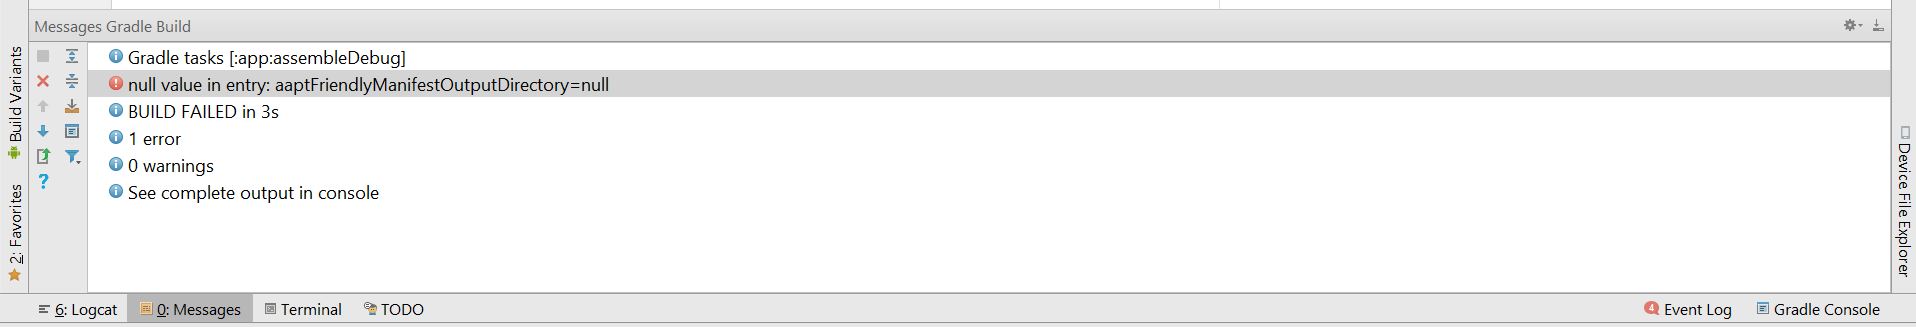 Messages Gradle Build
Build Variants
2: Favorites
Gradle tasks [:app:assembleDebug]
null value in entry: aaptFriendlyManifestOutputDirectory=null
BUILD FAILED in 3s
1 error
0 warnings
See complete output in console
Device File Explorer
6: Logcat
0: Messages
Terminal
TODO
4 Event Log
Gradle Console